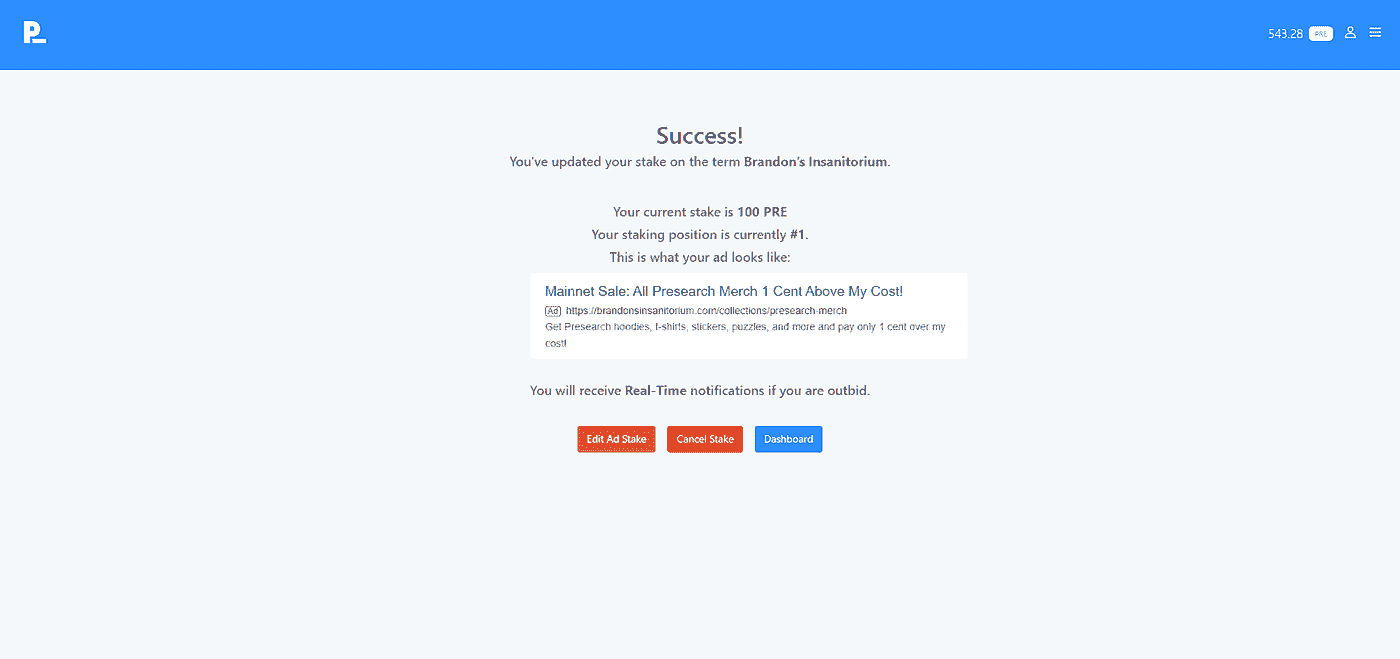 P_
543.28 PRE
Success!
You've updated your stake on the term Brandon's Insanitorium.
Your current stake is 100 PRE
Your staking position is currently #1.
This is what your ad looks like:
Mainnet Sale: All Presearch Merch 1 Cent Above My Cost!
Ad https://brandonsinsanitorium.com/collections/presearch-merch
Get Presearch hoodies, t-shirts, stickers, puzzles, and more and pay only 1 cent over my
cost!
You will receive Real-Time notifications if you are outbid.
Edit Ad Stake Cancel Stake Dashboard